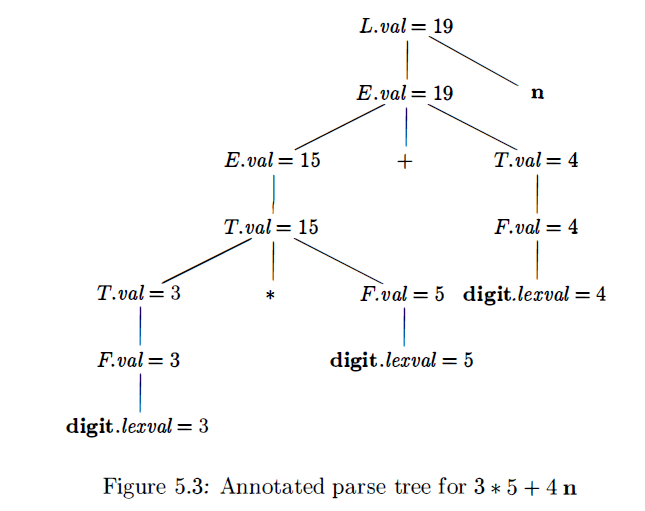 L.val = 19
E.val = 19 n
E.val = 15 + T.val = 4
T.val = 15 F.val = 4
T.val = 3 * F.val = 5 digit.lexval = 4
F.val = 3 digit.lexval = 5
digit.lexval = 3
Figure 5.3: Annotated parse tree for 3 * 5 + 4 n